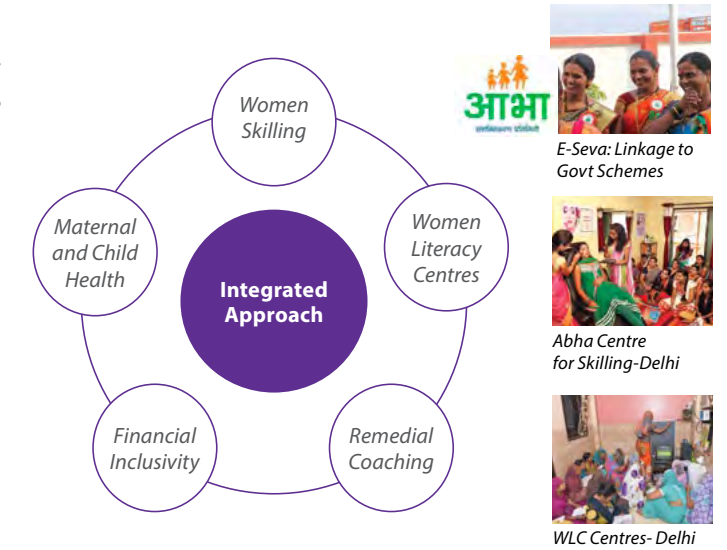 Women
Skilling
Women
Literacy
Centres
Remedial
Coaching
Financial
Inclusivity
Maternal
and Child
Health
Integrated
Approach
आभा
E-Seva: Linkage to
Govt Schemes
Abha Centre
for Skilling-Delhi
WLC Centres- Delhi